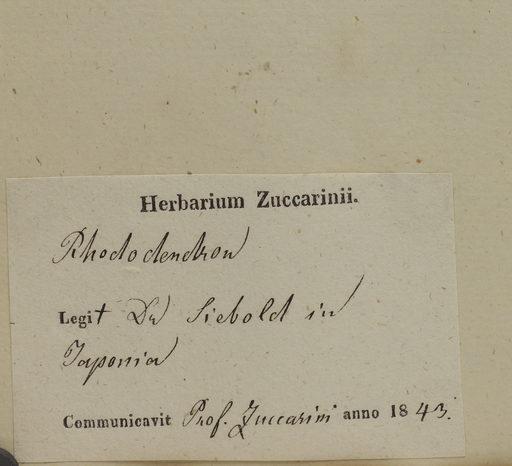 Herbarium Zuccarinii.
Rhododendron
Legit Dr Siebold in
Japonia
Communicavit Prof. Zuccarini anno 1843.